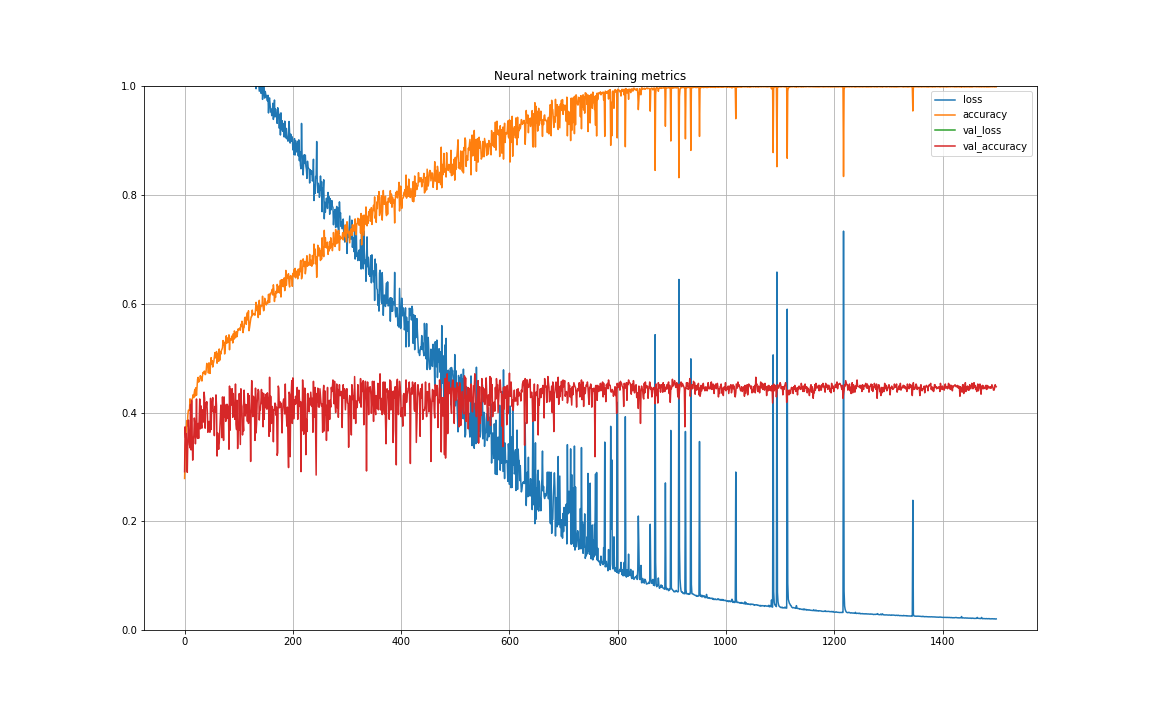 Neural network training metrics
1.0
loss
accuracy
val_loss
val_accuracy
0.8
0.6
0.4
0.2
0.0
0 200 400 600 800 1000 1200 1400